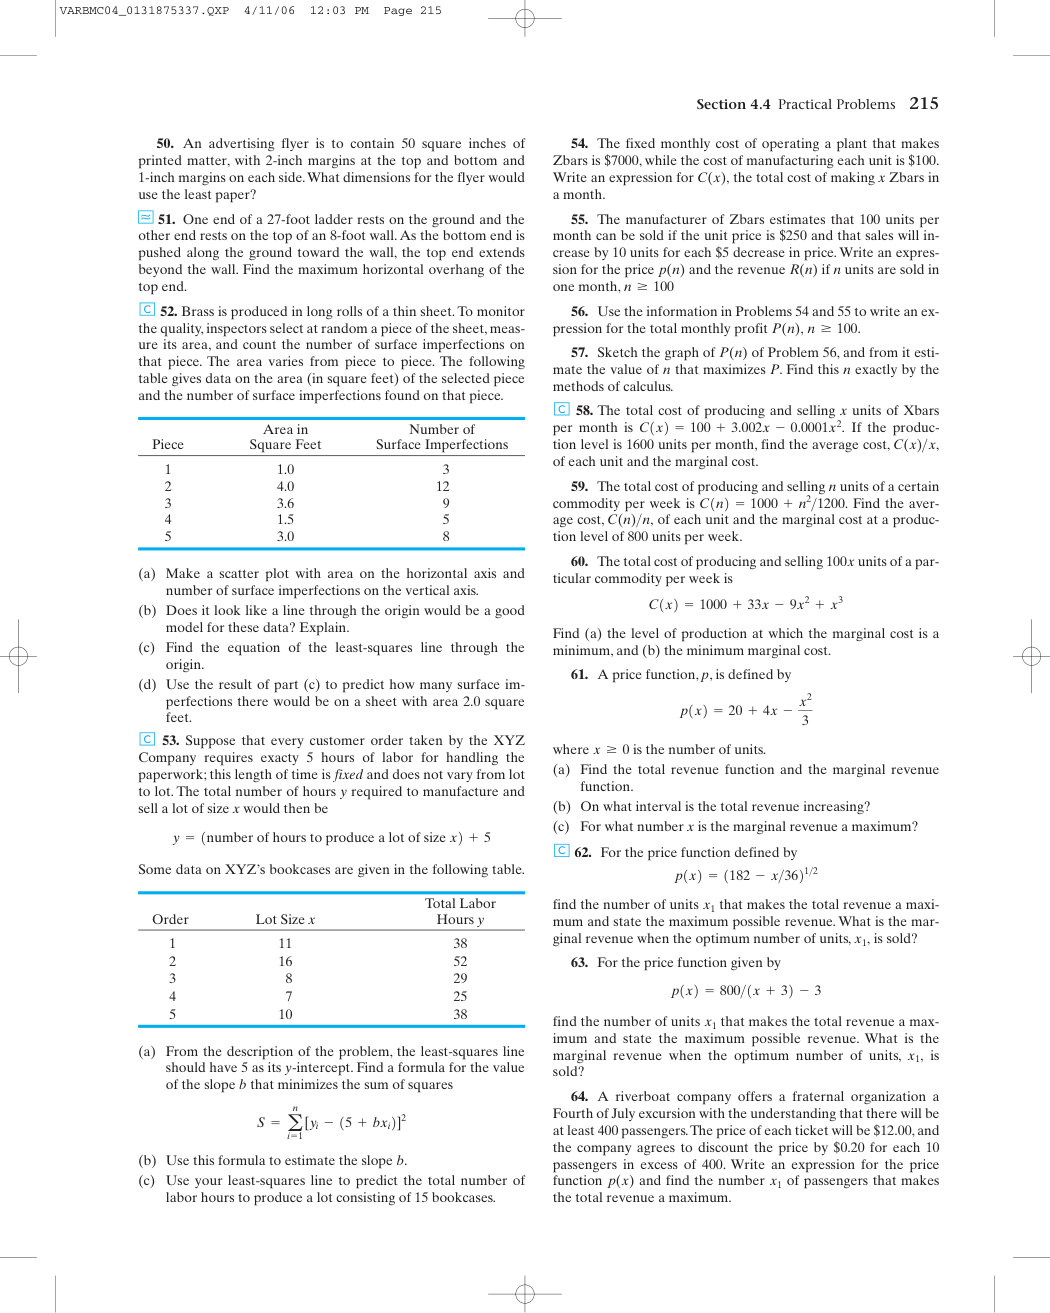 VARBMC04_0131875337.QXP 4/11/06 12:03 PM Page 215
Section 4.4 Practical Problems 215
50. An advertising flyer is to contain 50 square inches of
printed matter, with 2-inch margins at the top and bottom and
1-inch margins on each side. What dimensions for the flyer would
use the least paper?
≈ 51. One end of a 27-foot ladder rests on the ground and the
other end rests on the top of an 8-foot wall. As the bottom end is
pushed along the ground toward the wall, the top end extends
beyond the wall. Find the maximum horizontal overhang of the
top end.
C 52. Brass is produced in long rolls of a thin sheet. To monitor
the quality, inspectors select at random a piece of the sheet, meas-
ure its area, and count the number of surface imperfections on
that piece. The area varies from piece to piece. The following
table gives data on the area (in square feet) of the selected piece
and the number of surface imperfections found on that piece.
Area in Number of
Piece Square Feet Surface Imperfections
1 1.0 3
2 4.0 12
3 3.6 9
4 1.5 5
5 3.0 8
(a) Make a scatter plot with area on the horizontal axis and
number of surface imperfections on the vertical axis.
(b) Does it look like a line through the origin would be a good
model for these data? Explain.
(c) Find the equation of the least-squares line through the
origin.
(d) Use the result of part (c) to predict how many surface im-
perfections there would be on a sheet with area 2.0 square
feet.
C 53. Suppose that every customer order taken by the XYZ
Company requires exacty 5 hours of labor for handling the
paperwork; this length of time is fixed and does not vary from lot
to lot. The total number of hours y required to manufacture and
sell a lot of size x would then be
y = (number of hours to produce a lot of size x) + 5
Some data on XYZ's bookcases are given in the following table.
Total Labor
Order Lot Size x Hours y
1 11 38
2 16 52
3 8 29
4 7 25
5 10 38
(a) From the description of the problem, the least-squares line
should have 5 as its y-intercept. Find a formula for the value
of the slope b that minimizes the sum of squares
S = ∑ⁿᵢ₌₁[yᵢ − (5 + bxᵢ)]²
(b) Use this formula to estimate the slope b.
(c) Use your least-squares line to predict the total number of
labor hours to produce a lot consisting of 15 bookcases.
54. The fixed monthly cost of operating a plant that makes
Zbars is $7000, while the cost of manufacturing each unit is $100.
Write an expression for C(x), the total cost of making x Zbars in
a month.
55. The manufacturer of Zbars estimates that 100 units per
month can be sold if the unit price is $250 and that sales will in-
crease by 10 units for each $5 decrease in price. Write an expres-
sion for the price p(n) and the revenue R(n) if n units are sold in
one month, n ≥ 100
56. Use the information in Problems 54 and 55 to write an ex-
pression for the total monthly profit P(n), n ≥ 100.
57. Sketch the graph of P(n) of Problem 56, and from it esti-
mate the value of n that maximizes P. Find this n exactly by the
methods of calculus.
C 58. The total cost of producing and selling x units of Xbars
per month is C(x) = 100 + 3.002x − 0.0001x². If the produc-
tion level is 1600 units per month, find the average cost, C(x)/x,
of each unit and the marginal cost.
59. The total cost of producing and selling n units of a certain
commodity per week is C(n) = 1000 + n²/1200. Find the aver-
age cost, C(n)/n, of each unit and the marginal cost at a produc-
tion level of 800 units per week.
60. The total cost of producing and selling 100x units of a par-
ticular commodity per week is
C(x) = 1000 + 33x − 9x² + x³
Find (a) the level of production at which the marginal cost is a
minimum, and (b) the minimum marginal cost.
61. A price function, p, is defined by
p(x) = 20 + 4x − x²/3
where x ≥ 0 is the number of units.
(a) Find the total revenue function and the marginal revenue
function.
(b) On what interval is the total revenue increasing?
(c) For what number x is the marginal revenue a maximum?
C 62. For the price function defined by
p(x) = (182 − x/36)¹ᐟ²
find the number of units x₁ that makes the total revenue a maxi-
mum and state the maximum possible revenue. What is the mar-
ginal revenue when the optimum number of units, x₁, is sold?
63. For the price function given by
p(x) = 800/(x + 3) − 3
find the number of units x₁ that makes the total revenue a max-
imum and state the maximum possible revenue. What is the
marginal revenue when the optimum number of units, x₁, is
sold?
64. A riverboat company offers a fraternal organization a
Fourth of July excursion with the understanding that there will be
at least 400 passengers. The price of each ticket will be $12.00, and
the company agrees to discount the price by $0.20 for each 10
passengers in excess of 400. Write an expression for the price
function p(x) and find the number x₁ of passengers that makes
the total revenue a maximum.